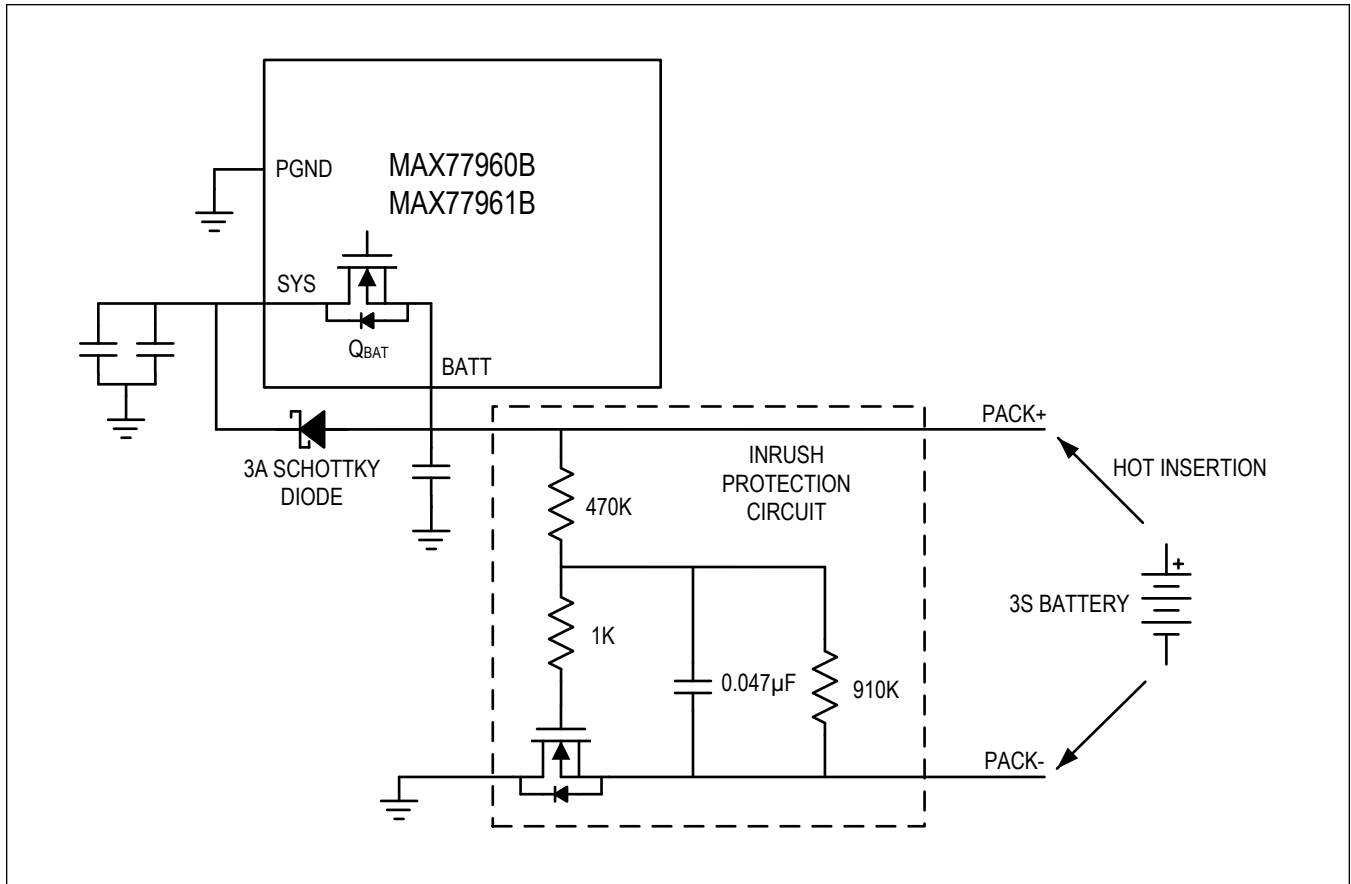 MAX77960B
MAX77961B
PGND
SYS
QBAT
BATT
3A SCHOTTKY
DIODE
INRUSH
PROTECTION
CIRCUIT
470K
1K
0.047µF
910K
PACK+
HOT INSERTION
+
3S BATTERY
PACK-